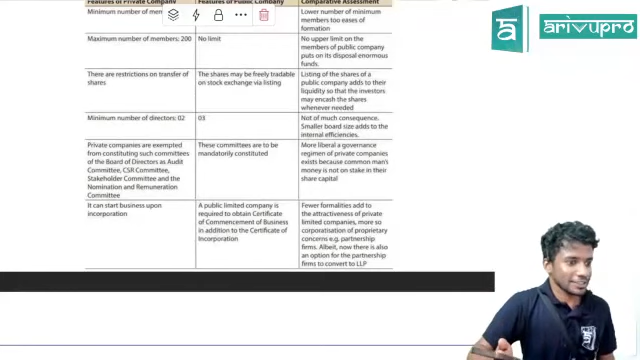 Features of Private Company
Features of Public Company
Comparative Assessment
Minimum number of
Lower number of minimum
members too eases of
formation
Maximum number of members: 200
No limit
No upper limit on the
members of public company
puts on its disposal enormous
funds.
There are restrictions on transfer of
shares
The shares may be freely tradable
on stock exchange via listing
Listing of the shares of a
public company adds to their
liquidity so that the investors
may encash the shares
whenever needed
Minimum number of directors: 02
03
Not of much consequence.
Smaller board size adds to the
internal efficiencies.
Private companies are exempted
from constituting such committees
of the Board of Directors as Audit
Committee, CSR Committee,
Stakeholder Committee and the
Nomination and Remuneration
Committee
These committees are to be
mandatorily constituted
More liberal a governance
regimen of private companies
exists because common man's
money is not on stake in their
share capital
It can start business upon
incorporation
A public limited company is
required to obtain Certificate
of Commencement of Business
in addition to the Certificate of
Incorporation
Fewer formalities add to
the attractiveness of private
limited companies, more so
corporatisation of proprietary
concerns e.g. partnership
firms. Albeit, now there is also
an option for the partnership
firms to convert to LLP
arivupro